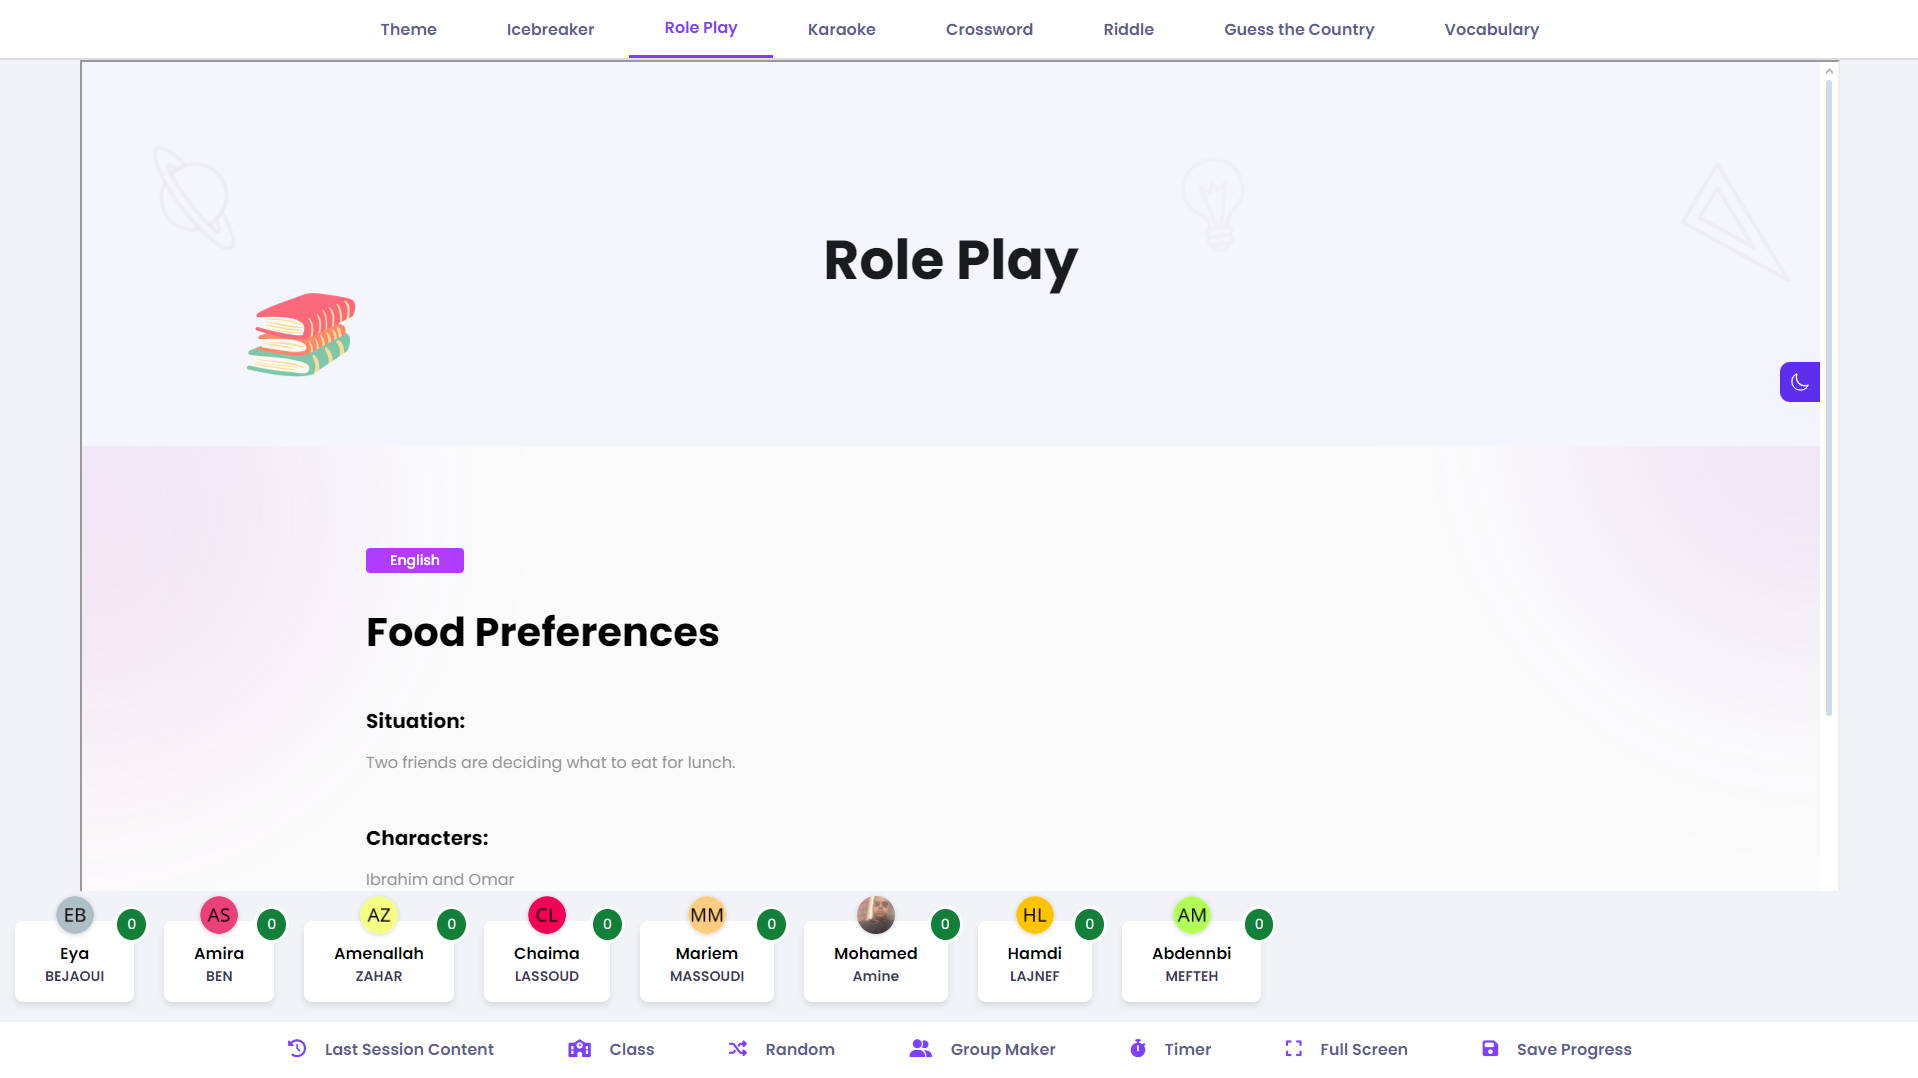 Theme Icebreaker Role Play Karaoke Crossword Riddle Guess the Country Vocabulary
Role Play
English
Food Preferences
Situation:
Two friends are deciding what to eat for lunch.
Characters:
Ibrahim and Omar
EB 0 AS 0 AZ 0 CL 0 MM 0 0 HL 0 AM 0
Eya Amira Amenallah Chaima Mariem Mohamed Hamdi Abdennbi
BEJAOUI BEN ZAHAR LASSOUD MASSOUDI Amine LAJNEF MEFTEH
Last Session Content Class Random Group Maker Timer Full Screen Save Progress